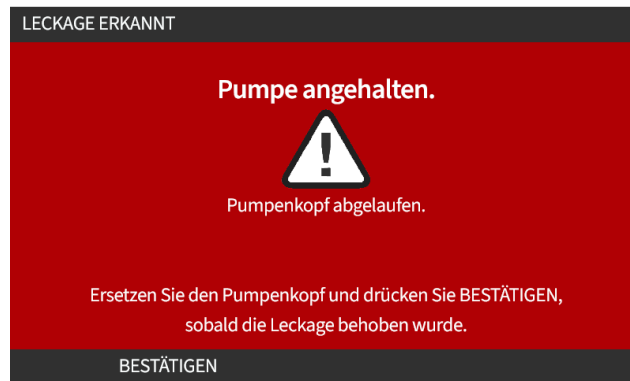 LECKAGE ERKANNT
Pumpe angehalten.
!
Pumpenkopf abgelaufen.
Ersetzen Sie den Pumpenkopf und drücken Sie BESTÄTIGEN,
sobald die Leckage behoben wurde.
BESTÄTIGEN